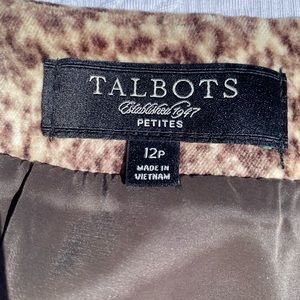 TALBOTS
Established 1947
PETITES
12P
MADE IN
VIETNAM